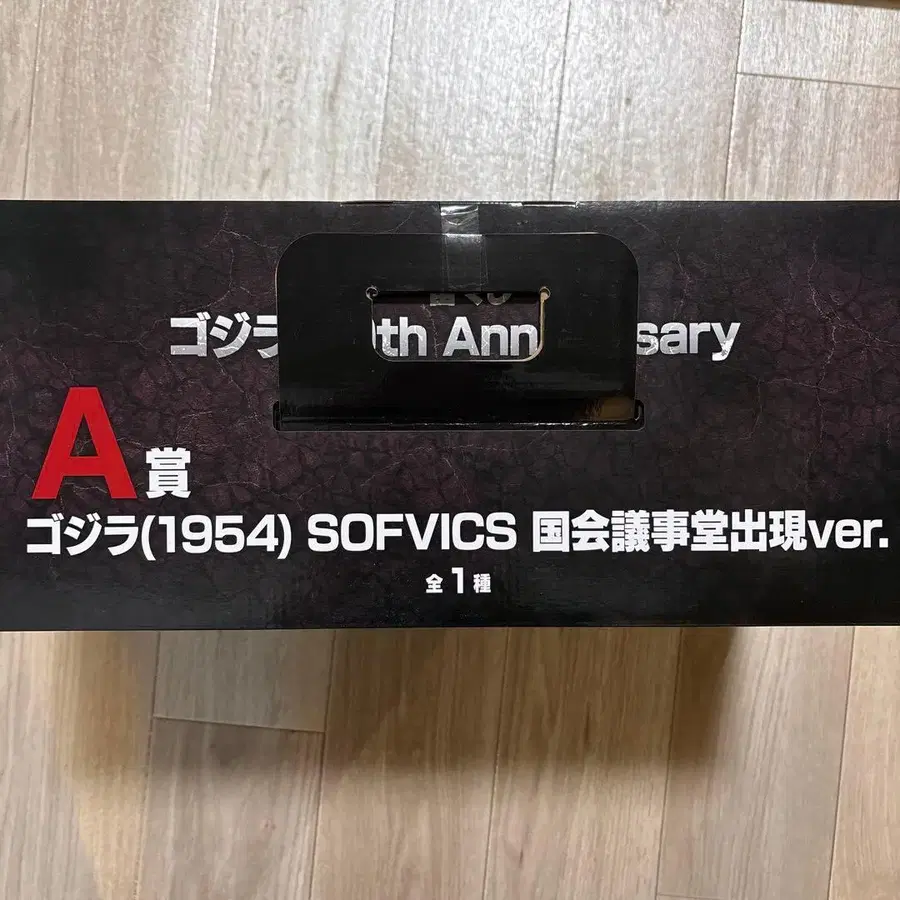 ゴジラ 0th Ann sary
A賞
ゴジラ(1954) SOFVICS 国会議事堂出現ver.
全1種